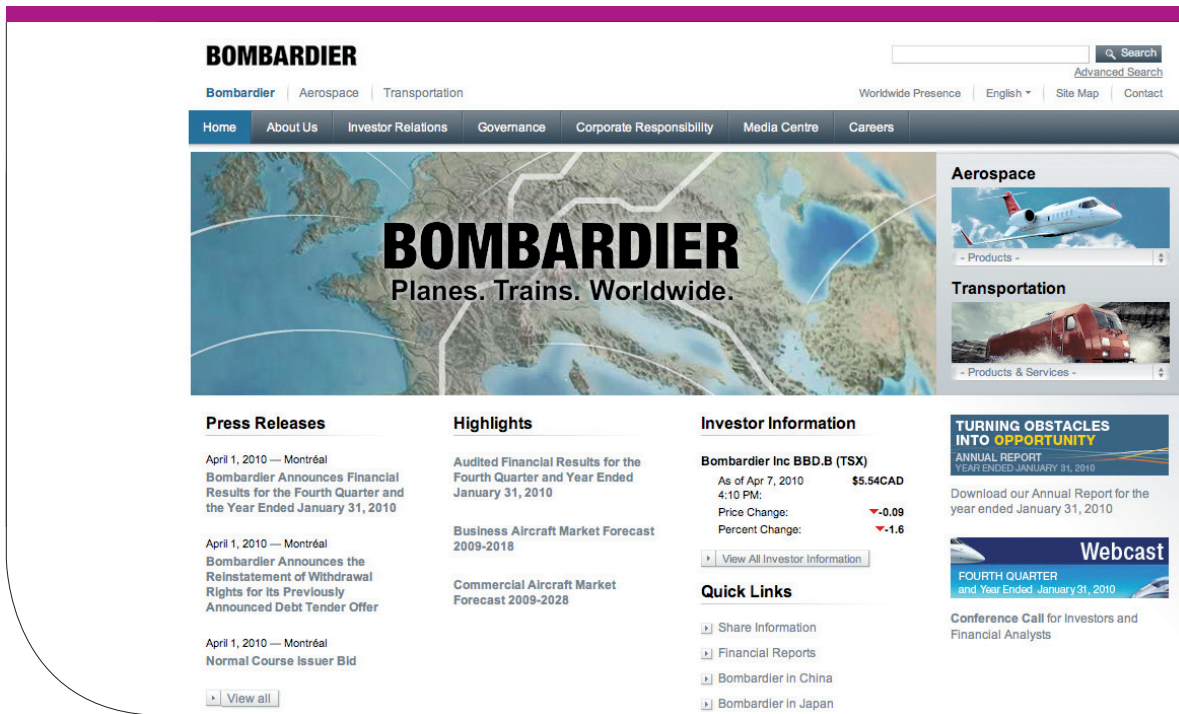 BOMBARDIER
Search
Advanced Search
Bombardier Aerospace Transportation
Worldwide Presence English Site Map Contact
Home About Us Investor Relations Governance Corporate Responsibility Media Centre Careers
BOMBARDIER
Planes. Trains. Worldwide.
Aerospace
- Products -
Transportation
- Products & Services -
Press Releases
April 1, 2010 — Montréal
Bombardier Announces Financial
Results for the Fourth Quarter and
the Year Ended January 31, 2010
April 1, 2010 — Montréal
Bombardier Announces the
Reinstatement of Withdrawal
Rights for Its Previously
Announced Debt Tender Offer
April 1, 2010 — Montréal
Normal Course Issuer Bid
View all
Highlights
Audited Financial Results for the
Fourth Quarter and Year Ended
January 31, 2010
Business Aircraft Market Forecast
2009-2018
Commercial Aircraft Market
Forecast 2009-2028
Investor Information
Bombardier Inc BBD.B (TSX)
As of Apr 7, 2010 $5.54CAD
4:10 PM:
Price Change: -0.09
Percent Change: -1.6
View All Investor Information
Quick Links
Share Information
Financial Reports
Bombardier in China
Bombardier in Japan
TURNING OBSTACLES
INTO OPPORTUNITY
ANNUAL REPORT
YEAR ENDED JANUARY 31, 2010
Download our Annual Report for the
year ended January 31, 2010
Webcast
FOURTH QUARTER
and Year Ended January 31, 2010
Conference Call for Investors and
Financial Analysts